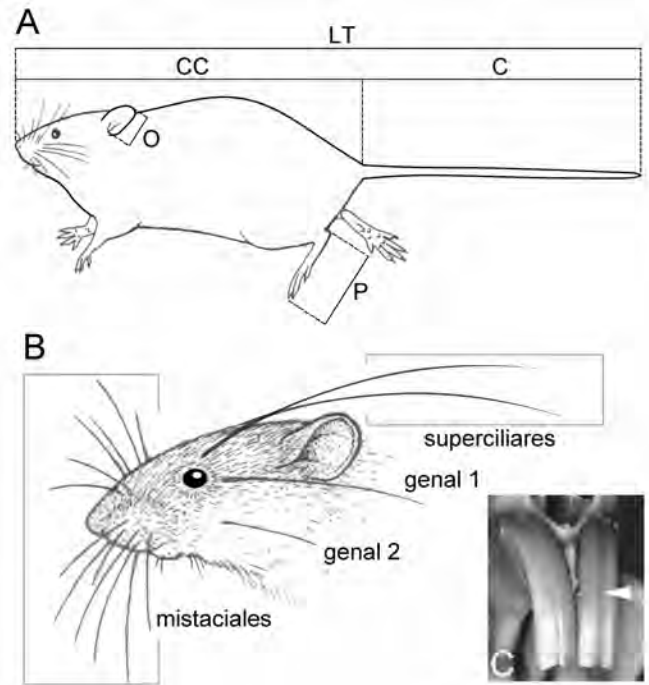 A
LT
CC
C
O
P
B
superciliares
genal 1
genal 2
mistaciales
C